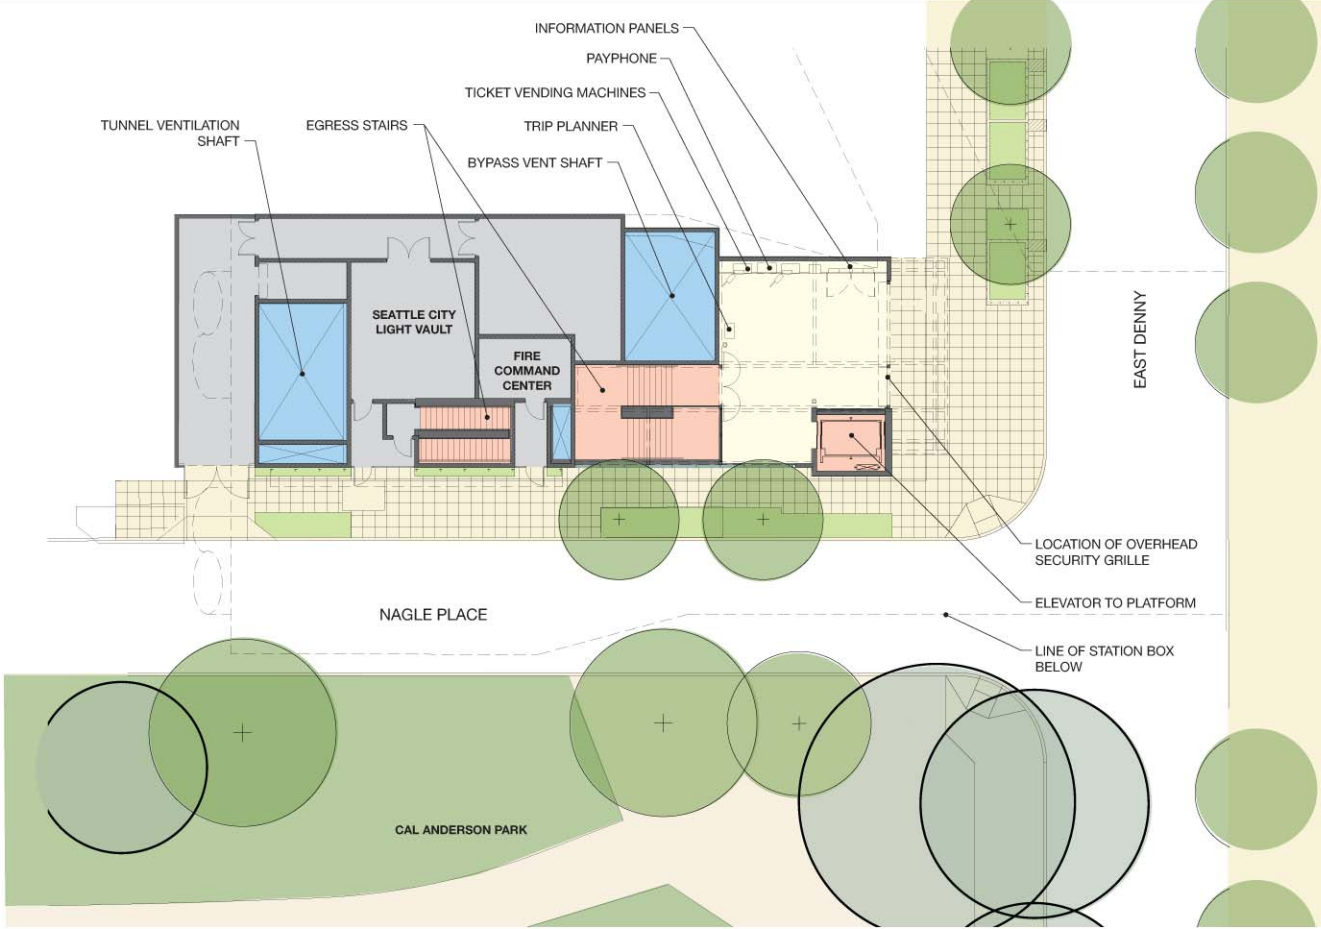 INFORMATION PANELS
PAYPHONE
TICKET VENDING MACHINES
TUNNEL VENTILATION
SHAFT
EGRESS STAIRS
TRIP PLANNER
BYPASS VENT SHAFT
SEATTLE CITY
LIGHT VAULT
FIRE
COMMAND
CENTER
EAST DENNY
LOCATION OF OVERHEAD
SECURITY GRILLE
ELEVATOR TO PLATFORM
NAGLE PLACE
LINE OF STATION BOX
BELOW
CAL ANDERSON PARK